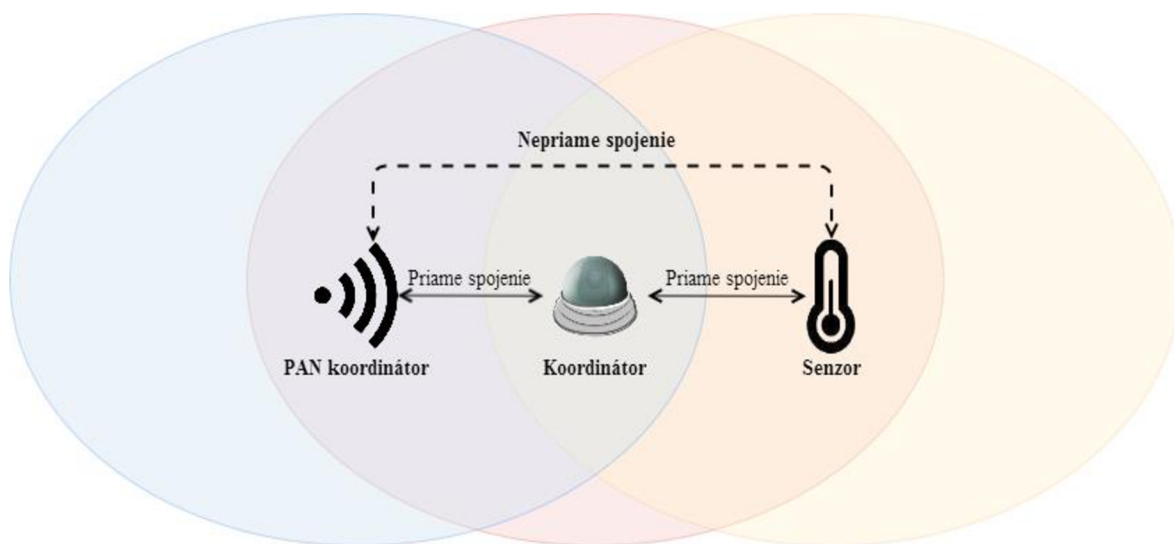 Nepriame spojenie
Priame spojenie
Priame spojenie
PAN koordinátor
Koordinátor
Senzor